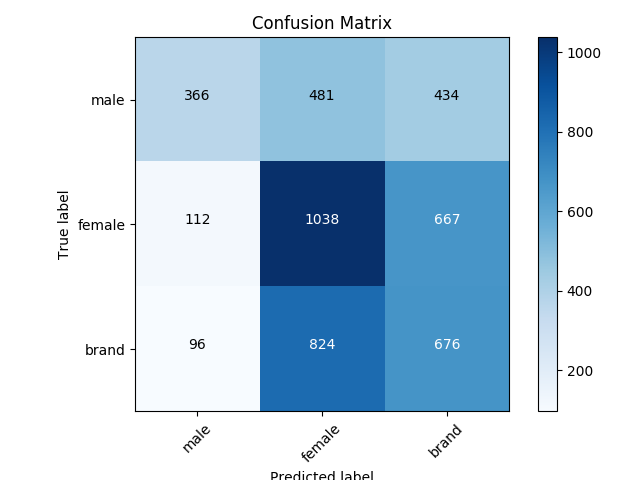 Confusion Matrix
True label
male
366 481 434
female
112 1038 667
brand
96 824 676
male female brand
Predicted label
1000
800
600
400
200